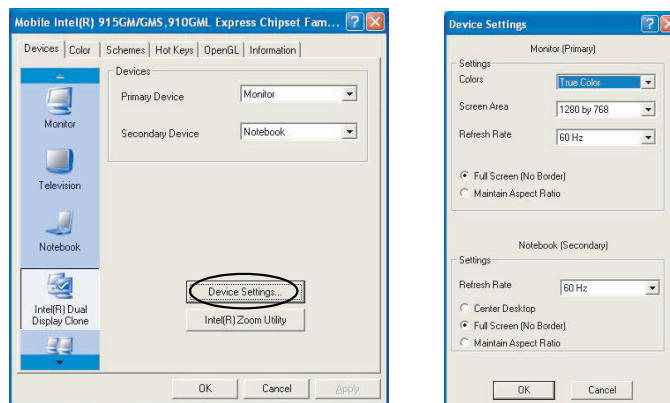 Mobile Intel(R) 915GM/GMS,910GML Express Chipset Fam...
Devices Color Schemes Hot Keys OpenGL Information
Devices
Primary Device Monitor
Secondary Device Notebook
Monitor
Television
Notebook
Intel(R) Dual
Display Clone
Device Settings...
Intel(R) Zoom Utility
OK Cancel Apply
Device Settings
Monitor (Primary)
Settings
Colors True Color
Screen Area 1280 by 768
Refresh Rate 60 Hz
Full Screen (No Border)
Maintain Aspect Ratio
Notebook (Secondary)
Settings
Refresh Rate 60 Hz
Center Desktop
Full Screen (No Border)
Maintain Aspect Ratio
OK Cancel